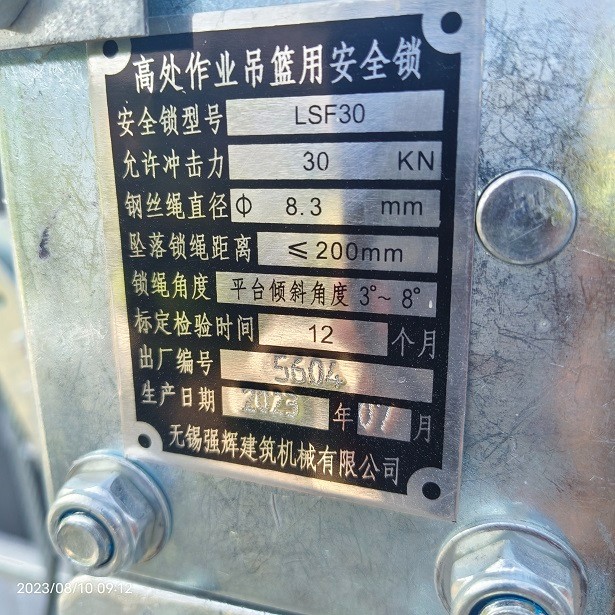 高处作业吊篮用安全锁
安全锁型号 LSF30
允许冲击力 30 KN
钢丝绳直径 Φ 8.3 mm
坠落锁绳距离 ≤200mm
锁绳角度 平台倾斜角度 3°~8°
标定检验时间 12 个月
出厂编号 5604
生产日期 2023 年 07 月
无锡强辉建筑机械有限公司
2023/08/10 09:12